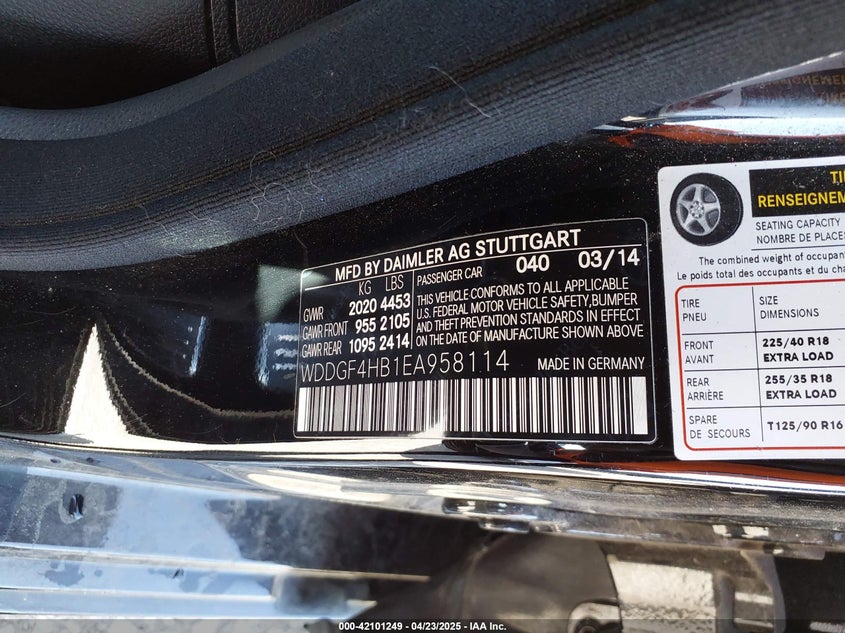 MFD BY DAIMLER AG STUTTGART
KG LBS
GVWR 2020 4453
GAWR FRONT 955 2105
GAWR REAR 1095 2414
PASSENGER CAR 040 03/14
THIS VEHICLE CONFORMS TO ALL APPLICABLE
U.S. FEDERAL MOTOR VEHICLE SAFETY,BUMPER
AND THEFT PREVENTION STANDARDS IN EFFECT
ON THE DATE OF MANUFACTURE SHOWN ABOVE
WDDGF4HB1EA958114 MADE IN GERMANY
RENSEIGNEM
SEATING CAPACITY
NOMBRE DE PLACES
The combined weight of occupan
Le poids total des occupants et du cha
TIRE SIZE
PNEU DIMENSIONS
FRONT 225/40 R18
AVANT EXTRA LOAD
REAR 255/35 R18
ARRIÈRE EXTRA LOAD
SPARE T125/90 R16
DE SECOURS
000-42101249 - 04/23/2025 - IAA Inc.